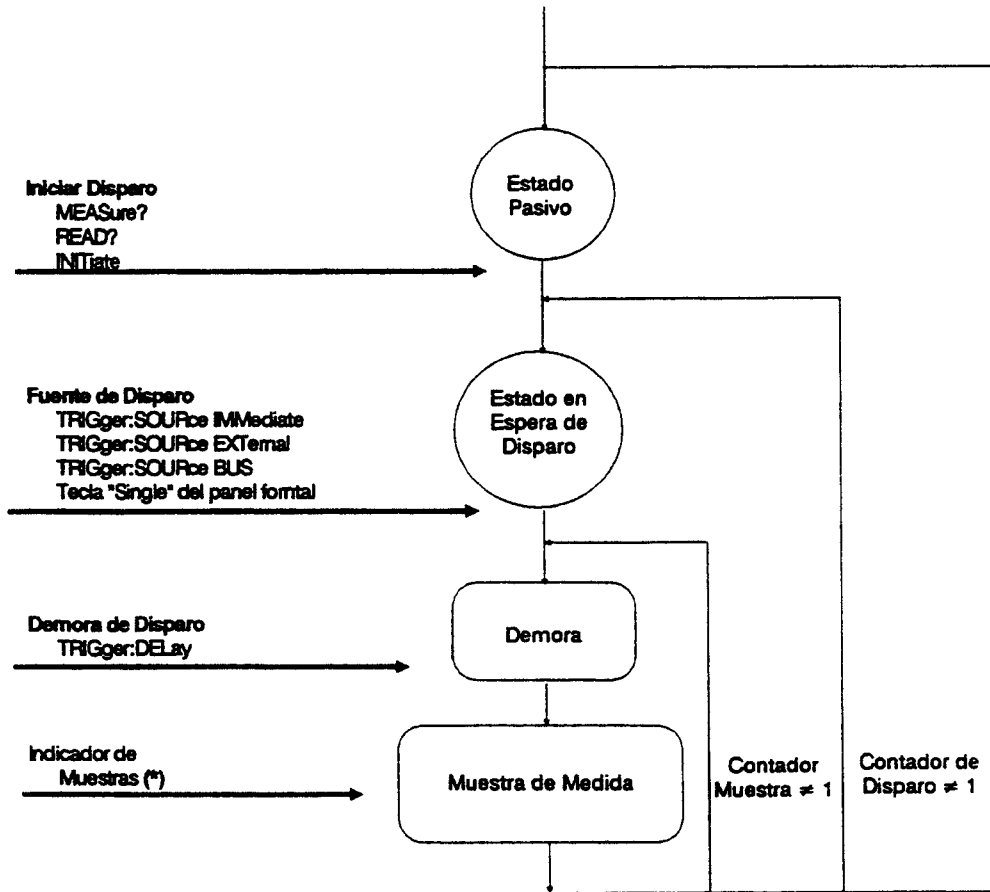 Estado
Pasivo
Iniciar Disparo
MEASure?
READ?
INITiate
Fuente de Disparo
TRIGger:SOURce IMMediate
TRIGger:SOURce EXTernal
TRIGger:SOURce BUS
Tecla "Single" del panel forntal
Estado en
Espera de
Disparo
Demora de Disparo
TRIGger:DELay
Demora
Indicador de
Muestras (*)
Muestra de Medida
Contador
Muestra ≠ 1
Contador de
Disparo ≠ 1